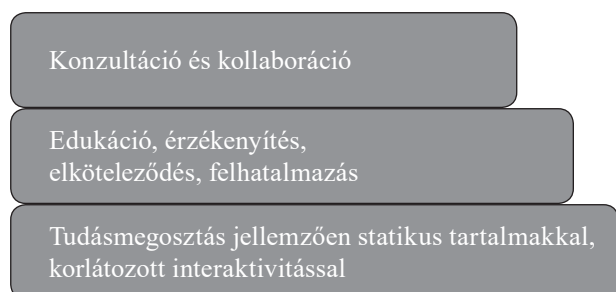 Konzultáció és kollaboráció
Edukáció, érzékenyítés,
elköteleződés, felhatalmazás
Tudásmegosztás jellemzően statikus tartalmakkal,
korlátozott interaktivitással